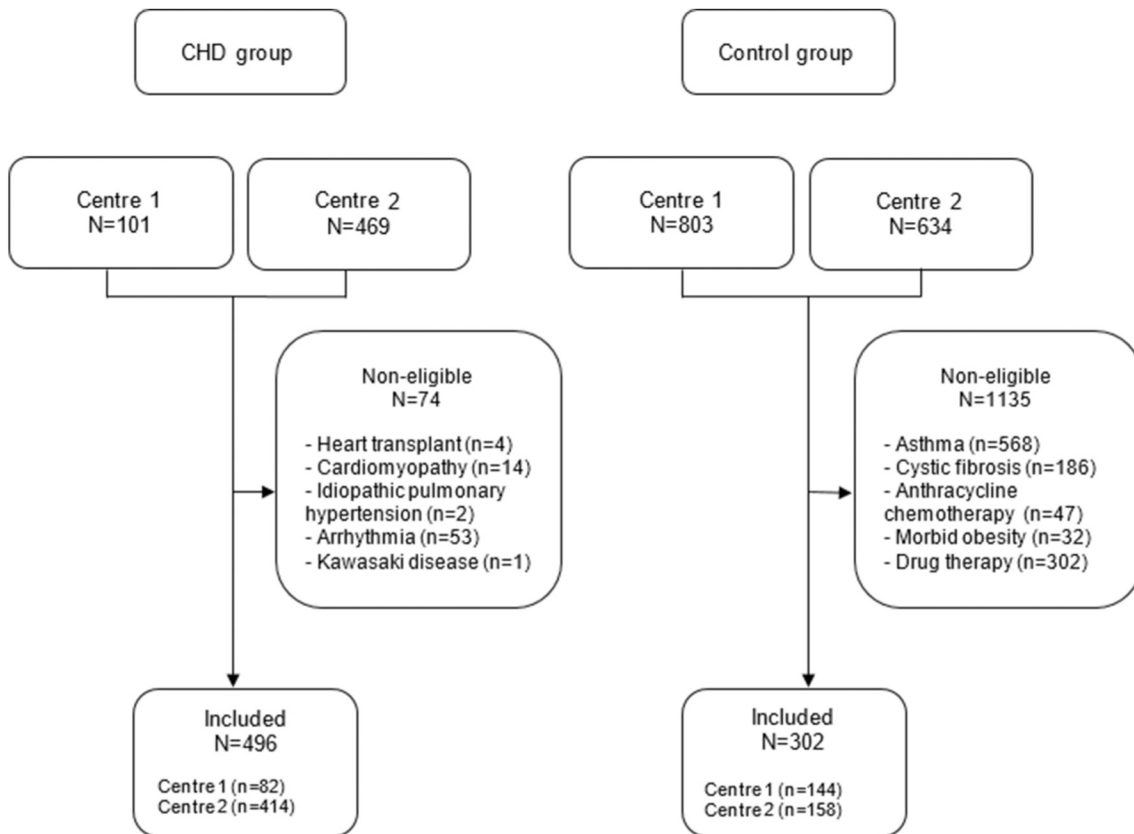 CHD group
Control group
Centre 1
N=101
Centre 2
N=469
Centre 1
N=803
Centre 2
N=634
Non-eligible
N=74
- Heart transplant (n=4)
- Cardiomyopathy (n=14)
- Idiopathic pulmonary
hypertension (n=2)
- Arrhythmia (n=53)
- Kawasaki disease (n=1)
Non-eligible
N=1135
- Asthma (n=568)
- Cystic fibrosis (n=186)
- Anthracycline
chemotherapy (n=47)
- Morbid obesity (n=32)
- Drug therapy (n=302)
Included
N=496
Centre 1 (n=82)
Centre 2 (n=414)
Included
N=302
Centre 1 (n=144)
Centre 2 (n=158)